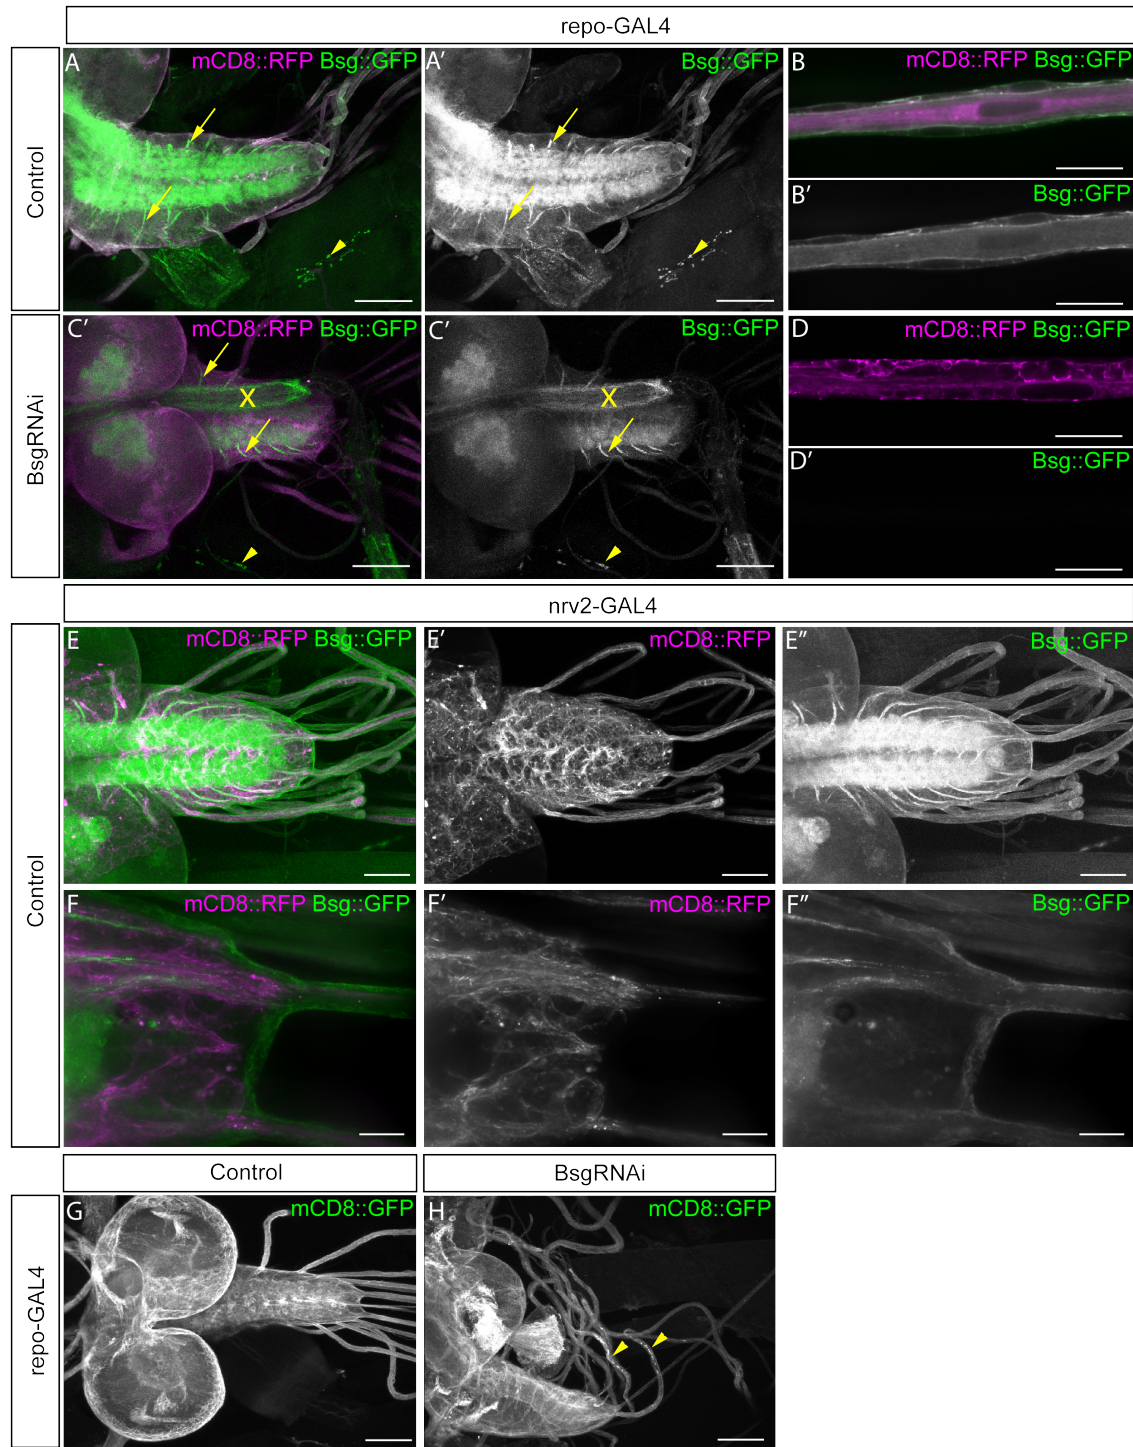 repo-GAL4
Control
A mCD8::RFP Bsg::GFP
A' Bsg::GFP
B mCD8::RFP Bsg::GFP
B' Bsg::GFP
BsgRNAi
C' mCD8::RFP Bsg::GFP
X
C' Bsg::GFP
X
D mCD8::RFP Bsg::GFP
D' Bsg::GFP
nrv2-GAL4
Control
E mCD8::RFP Bsg::GFP
E' mCD8::RFP
E" Bsg::GFP
F mCD8::RFP Bsg::GFP
F' mCD8::RFP
F" Bsg::GFP
Control
BsgRNAi
repo-GAL4
G mCD8::GFP
H mCD8::GFP